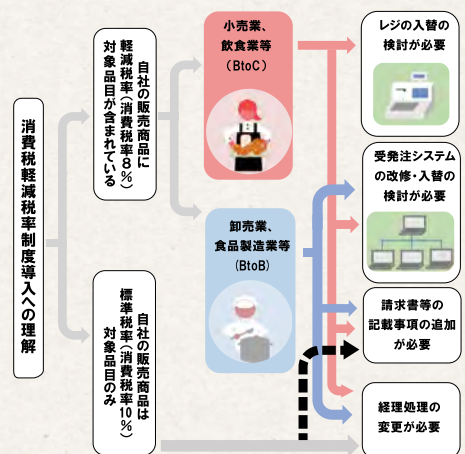 消費税軽減税率制度導入への理解
自社の販売商品に
軽減税率（消費税率8％）
対象品目が含まれている
自社の販売商品は
標準税率（消費税率10％）
対象品目のみ
小売業、
飲食業等
（BtoC）
卸売業、
食品製造業等
(BtoB)
レジの入替の
検討が必要
受発注システム
の改修・入替の
検討が必要
請求書等の
記載事項の追加
が必要
経理処理の
変更が必要